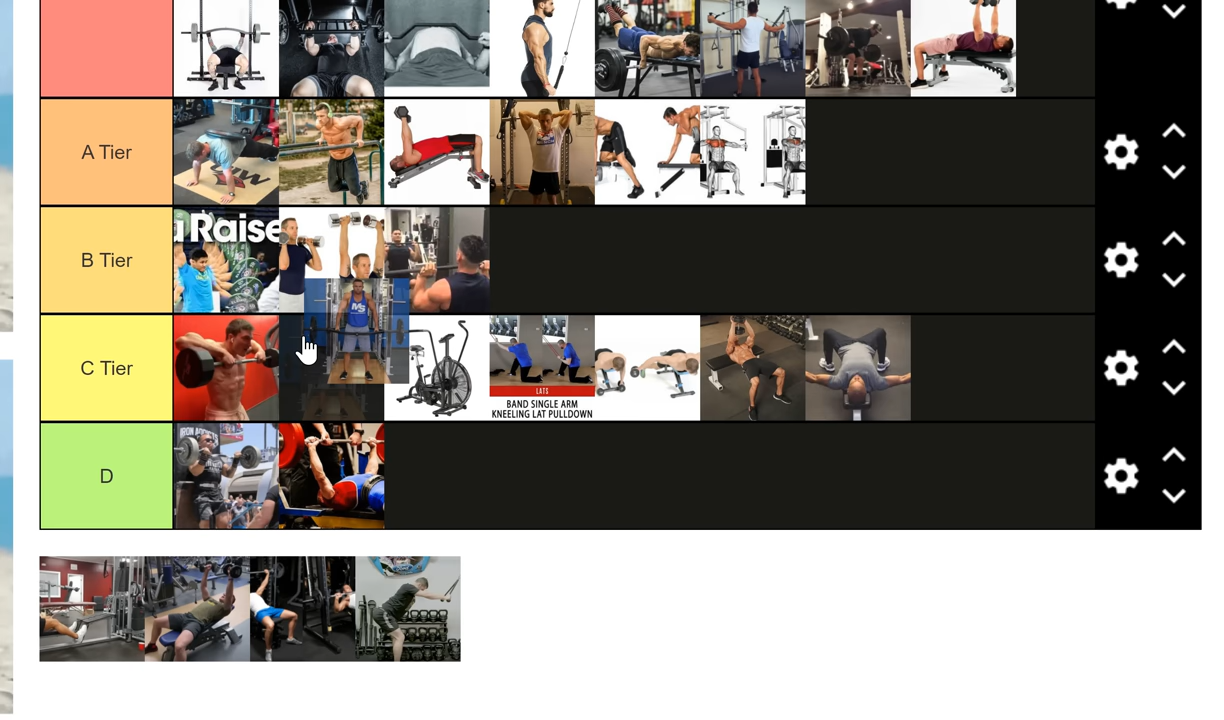 A Tier
B Tier
Raise
C Tier
LATS
BAND SINGLE ARM
KNEELING LAT PULLDOWN
D